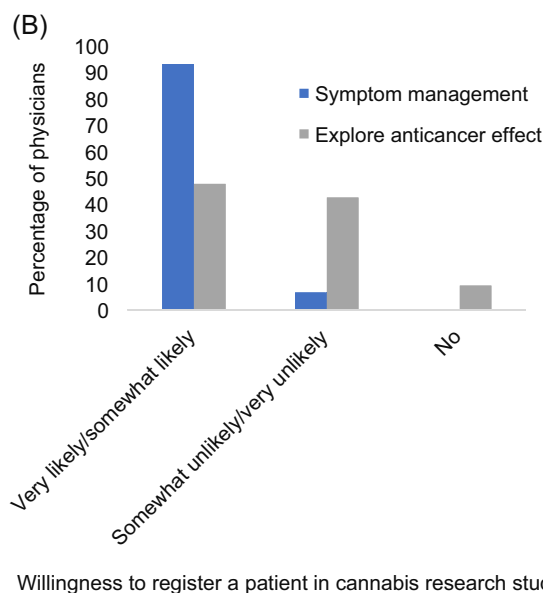 (B)
100
90
80
70
60
50
40
30
20
10
0
Percentage of physicians
Symptom management
Explore anticancer effect
Very likely/somewhat likely
Somewhat unlikely/very unlikely
No
Willingness to register a patient in cannabis research